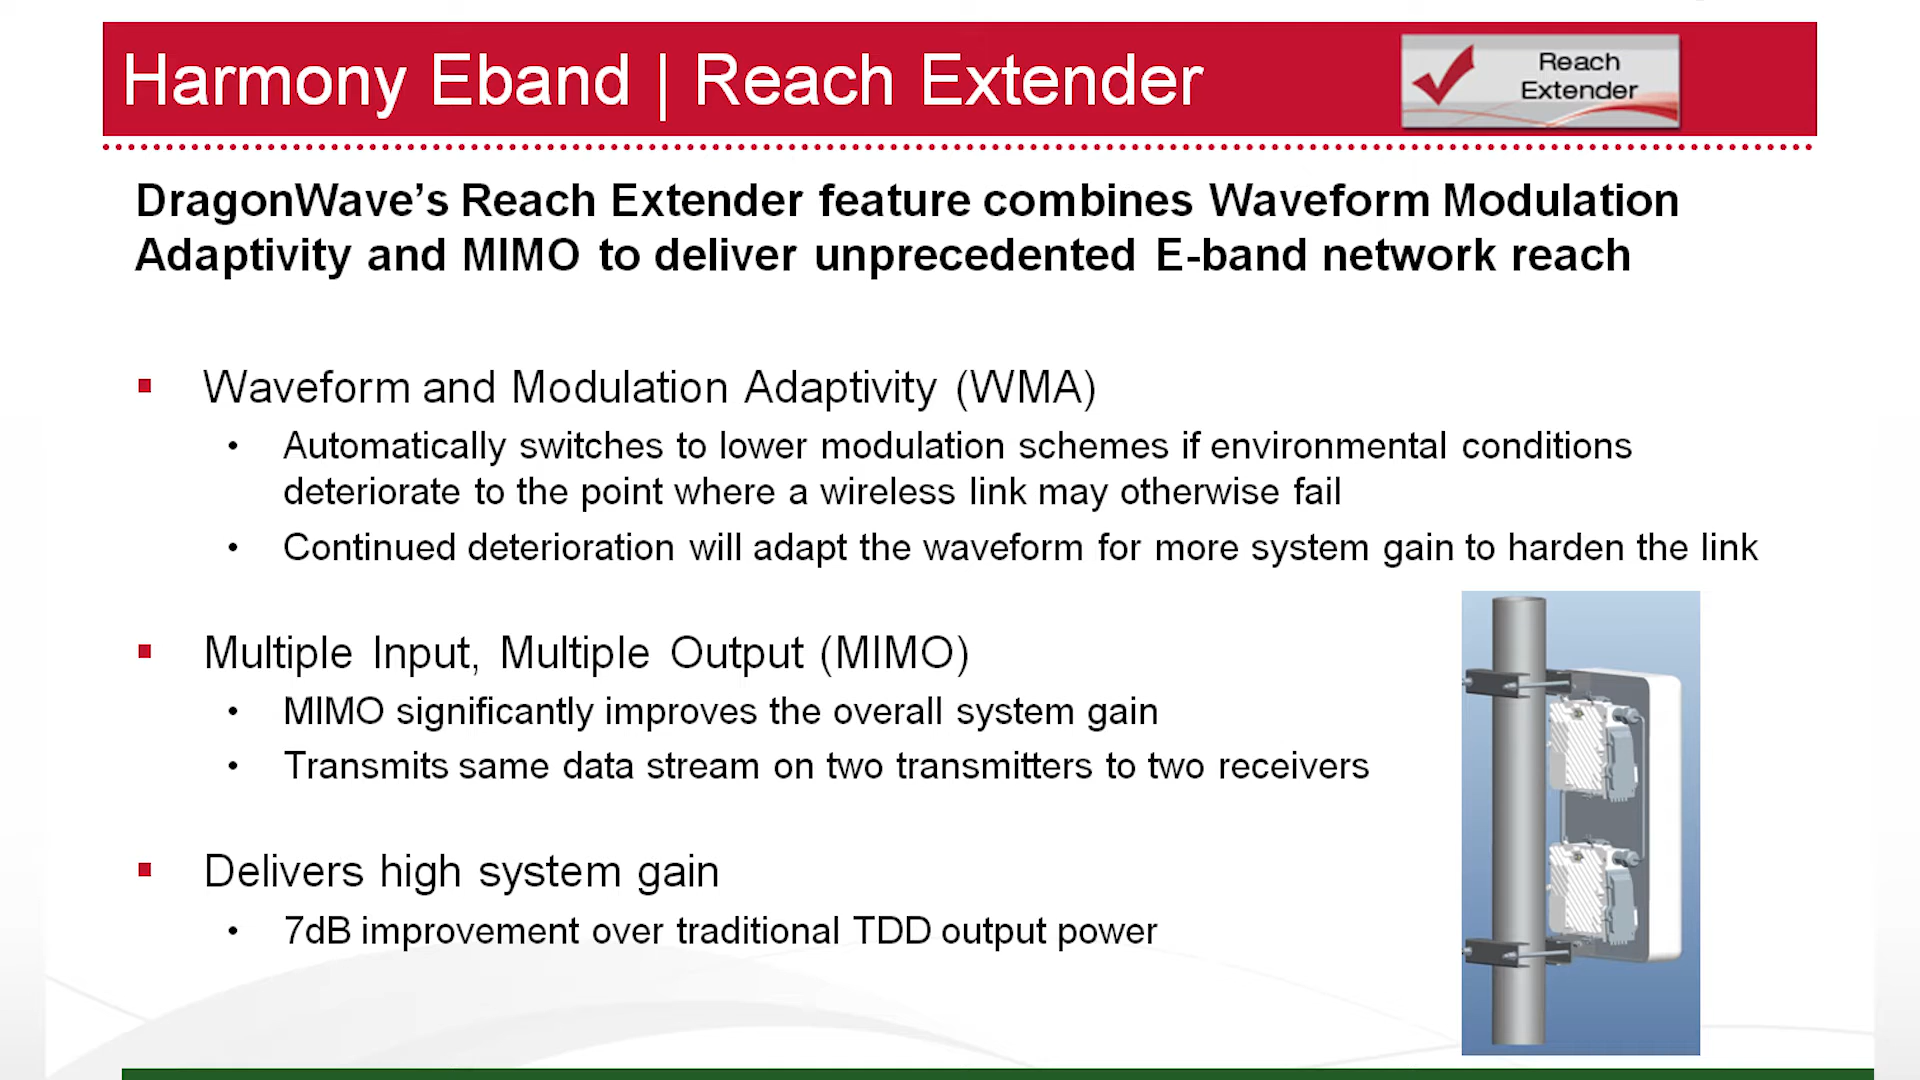 Harmony Eband | Reach Extender
Reach
Extender
DragonWave’s Reach Extender feature combines Waveform Modulation
Adaptivity and MIMO to deliver unprecedented E-band network reach
▪ Waveform and Modulation Adaptivity (WMA)
• Automatically switches to lower modulation schemes if environmental conditions
deteriorate to the point where a wireless link may otherwise fail
• Continued deterioration will adapt the waveform for more system gain to harden the link
▪ Multiple Input, Multiple Output (MIMO)
• MIMO significantly improves the overall system gain
• Transmits same data stream on two transmitters to two receivers
▪ Delivers high system gain
• 7dB improvement over traditional TDD output power